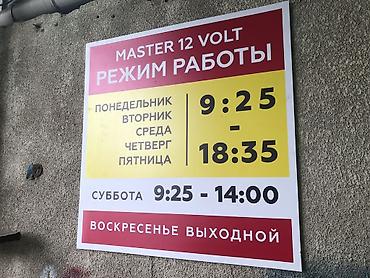 MASTER 12 VOLT
РЕЖИМ РАБОТЫ
ПОНЕДЕЛЬНИК
ВТОРНИК
СРЕДА
ЧЕТВЕРГ
ПЯТНИЦА
9:25
-
18:35
СУББОТА 9:25 - 14:00
ВОСКРЕСЕНЬЕ ВЫХОДНОЙ